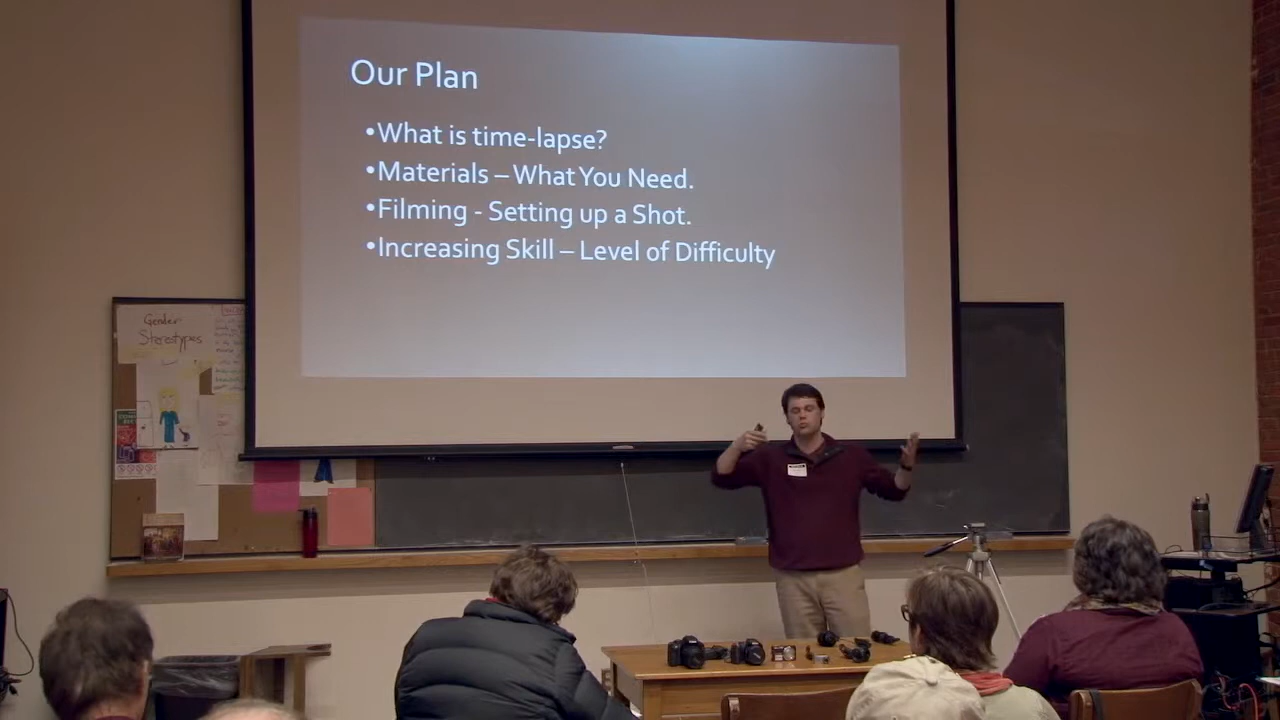 Our Plan
•What is time-lapse?
•Materials – What You Need.
•Filming - Setting up a Shot.
•Increasing Skill – Level of Difficulty
Gender
Stereotypes